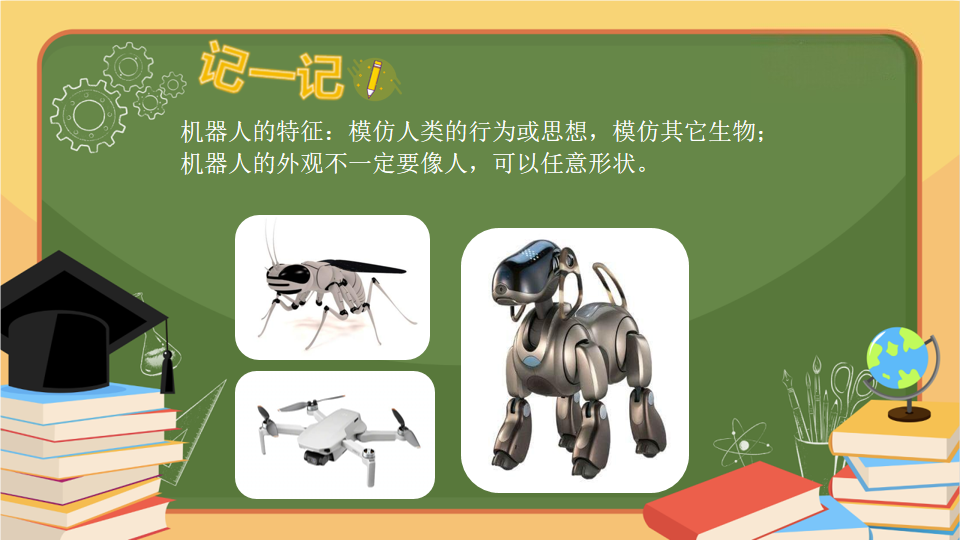 记一记
机器人的特征：模仿人类的行为或思想，模仿其它生物；
机器人的外观不一定要像人，可以任意形状。